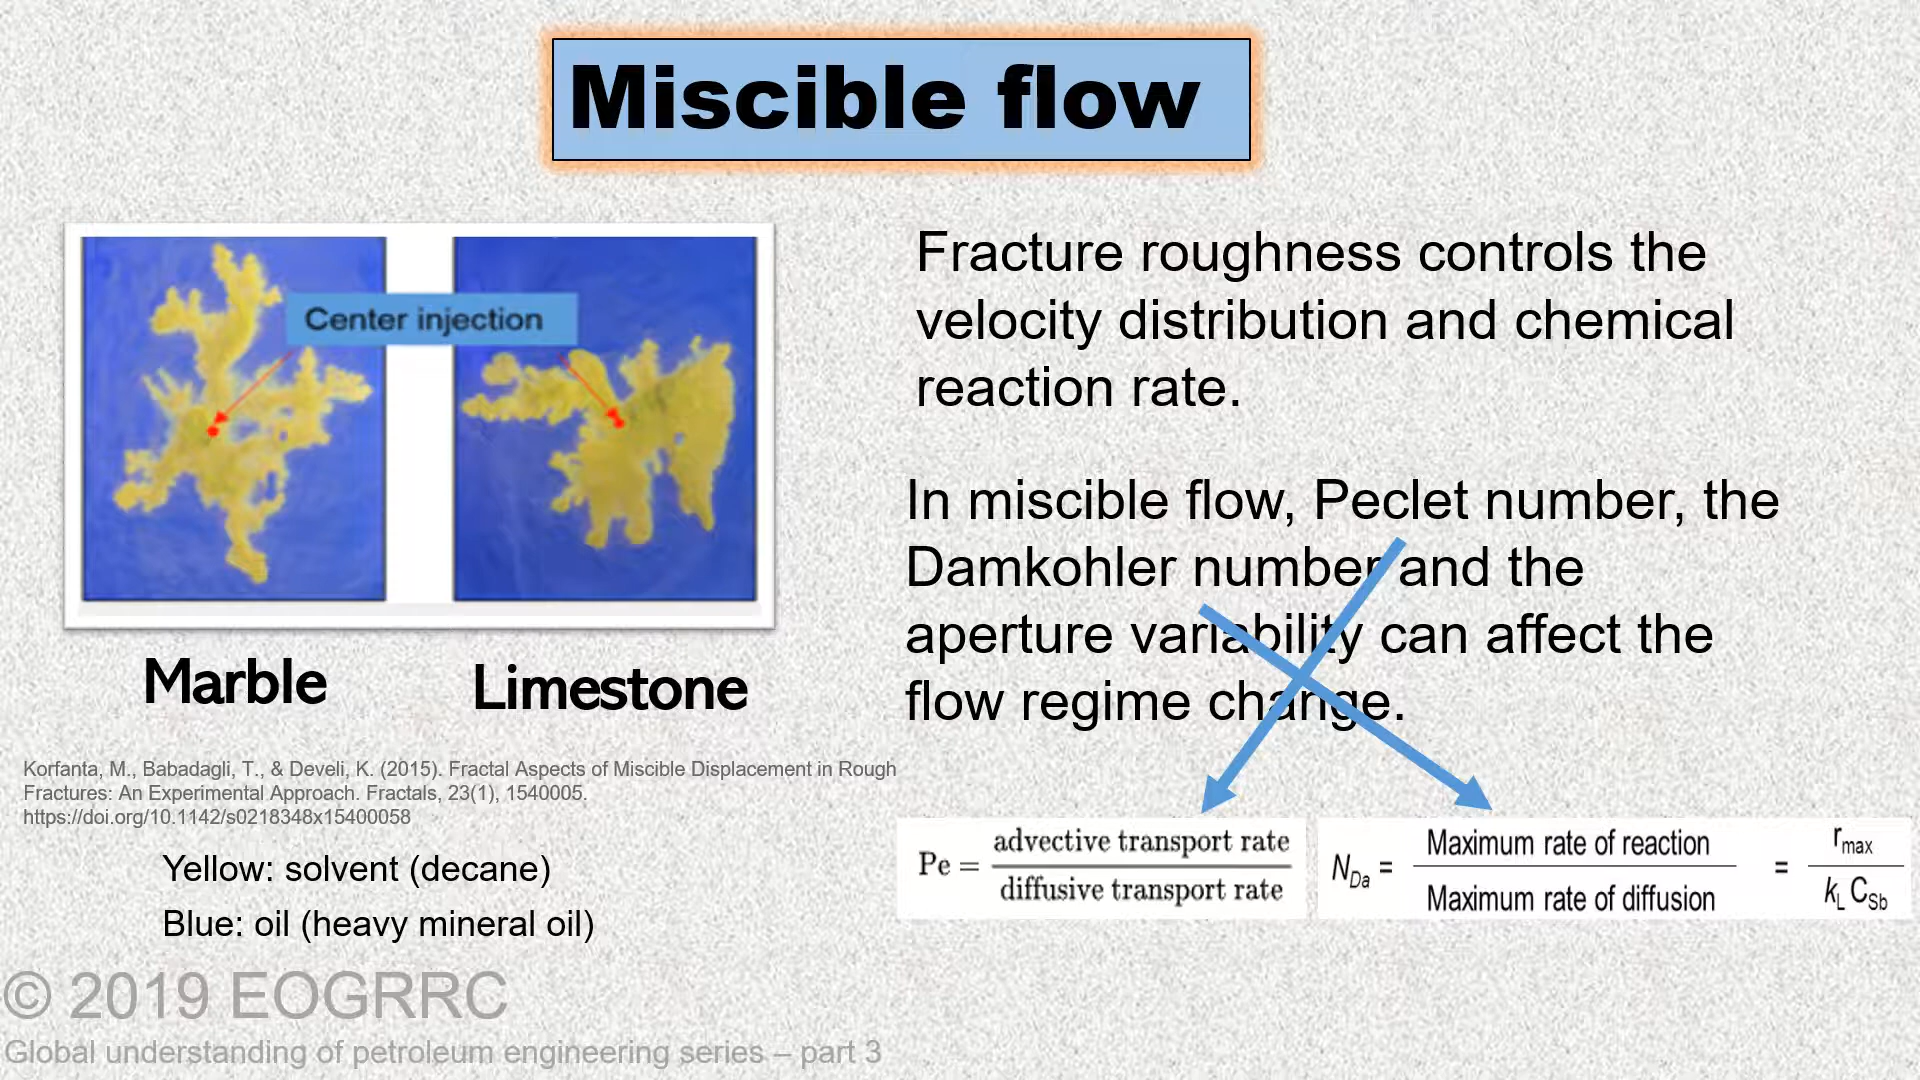 Miscible flow
Center injection
Marble
Limestone
Korfanta, M., Babadagli, T., & Develi, K. (2015). Fractal Aspects of Miscible Displacement in Rough
Fractures: An Experimental Approach. Fractals, 23(1), 1540005.
https://doi.org/10.1142/s0218348x15400058
Yellow: solvent (decane)
Blue: oil (heavy mineral oil)
Fracture roughness controls the
velocity distribution and chemical
reaction rate.
In miscible flow, Peclet number, the
Damkohler number and the
aperture variability can affect the
flow regime change.
Pe = advective transport rate
diffusive transport rate
N_Da = Maximum rate of reaction = r_max
Maximum rate of diffusion k_L C_Sb
© 2019 EOGRRC
Global understanding of petroleum engineering series – part 3